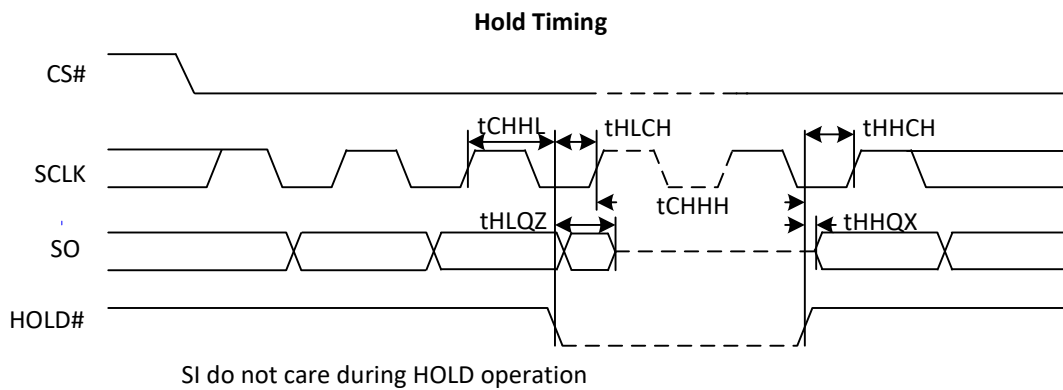 Hold Timing
CS#
tCHHL
tHLCH
tHHCH
SCLK
tCHHH
tHLQZ
tHHQX
SO
HOLD#
SI do not care during HOLD operation